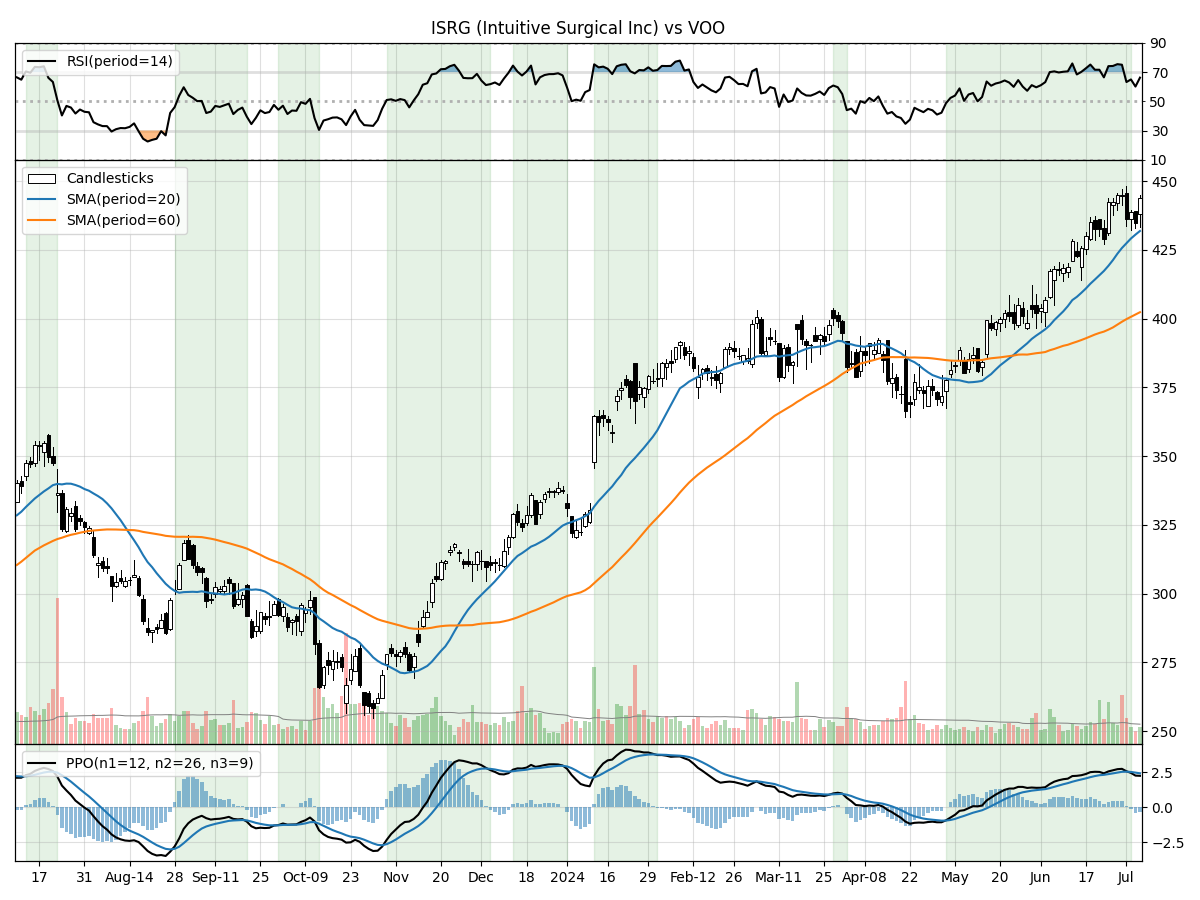 ISRG (Intuitive Surgical Inc) vs VOO
RSI(period=14)
90
70
50
30
10
Candlesticks
SMA(period=20)
SMA(period=60)
450
425
400
375
350
325
300
275
250
PPO(n1=12, n2=26, n3=9)
2.5
0.0
−2.5
17 31 Aug-14 28 Sep-11 25 Oct-09 23 Nov 20 Dec 18 2024 16 29 Feb-12 26 Mar-11 25 Apr-08 22 May 20 Jun 17 Jul